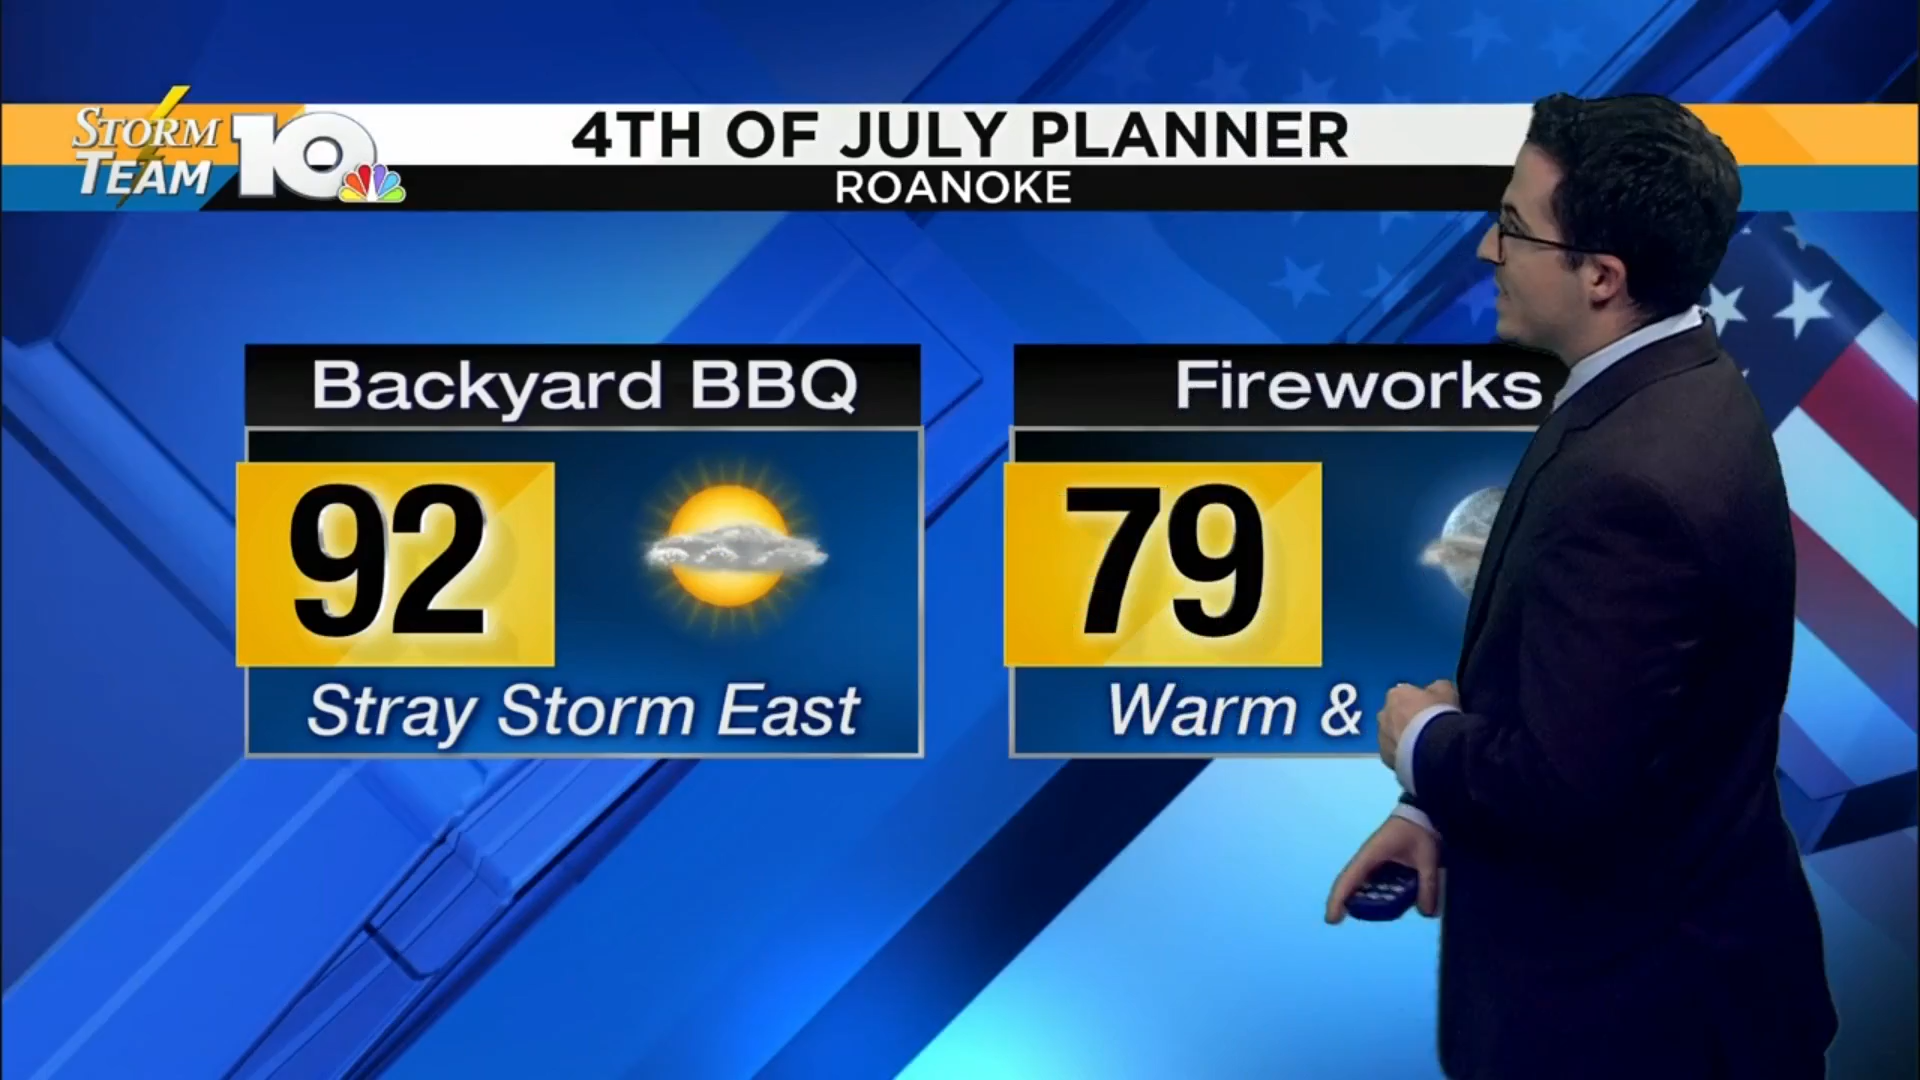 STORM
TEAM
10
4TH OF JULY PLANNER
ROANOKE
Backyard BBQ
92
Stray Storm East
Fireworks
79
Warm &